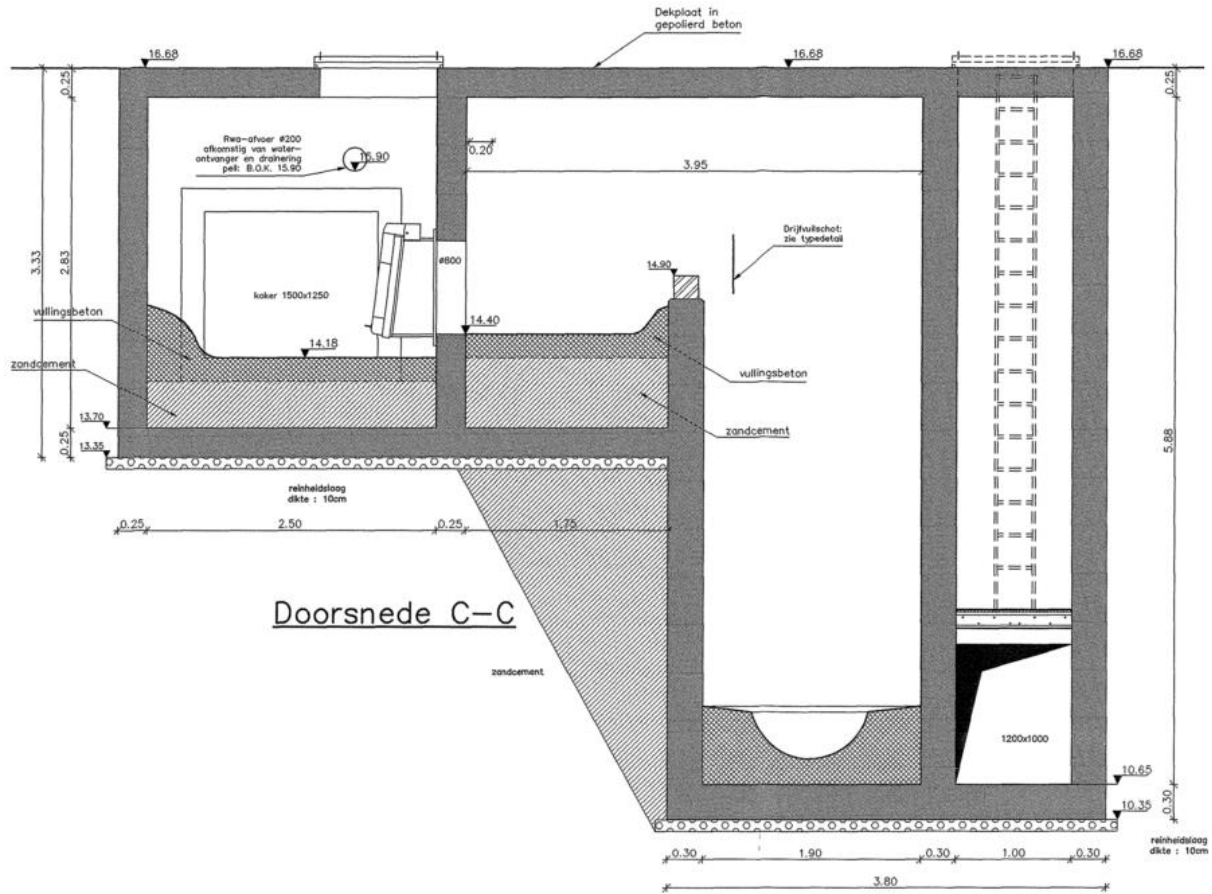 Dekplaat in
gepolierd beton
16.68
16.68
16.68
0.25
0.25
Rwa-afvoer ø200
afkomstig van water-
ontvanger en drainering
peil: B.O.K. 15.90
15.90
0.20
3.95
3.33
2.83
Drijfvuilschot:
zie typedetail
ø800
14.90
koker 1500x1250
vullingsbeton
14.40
14.18
zandcement
vullingsbeton
13.70
zandcement
0.25
13.35
5.88
reinheidslaag
dikte : 10cm
0.25
2.50
0.25
1.75
Doorsnede C-C
zandcement
1200x1000
10.65
0.30
10.35
reinheidslaag
dikte : 10cm
0.30
1.90
0.30
1.00
0.30
3.80